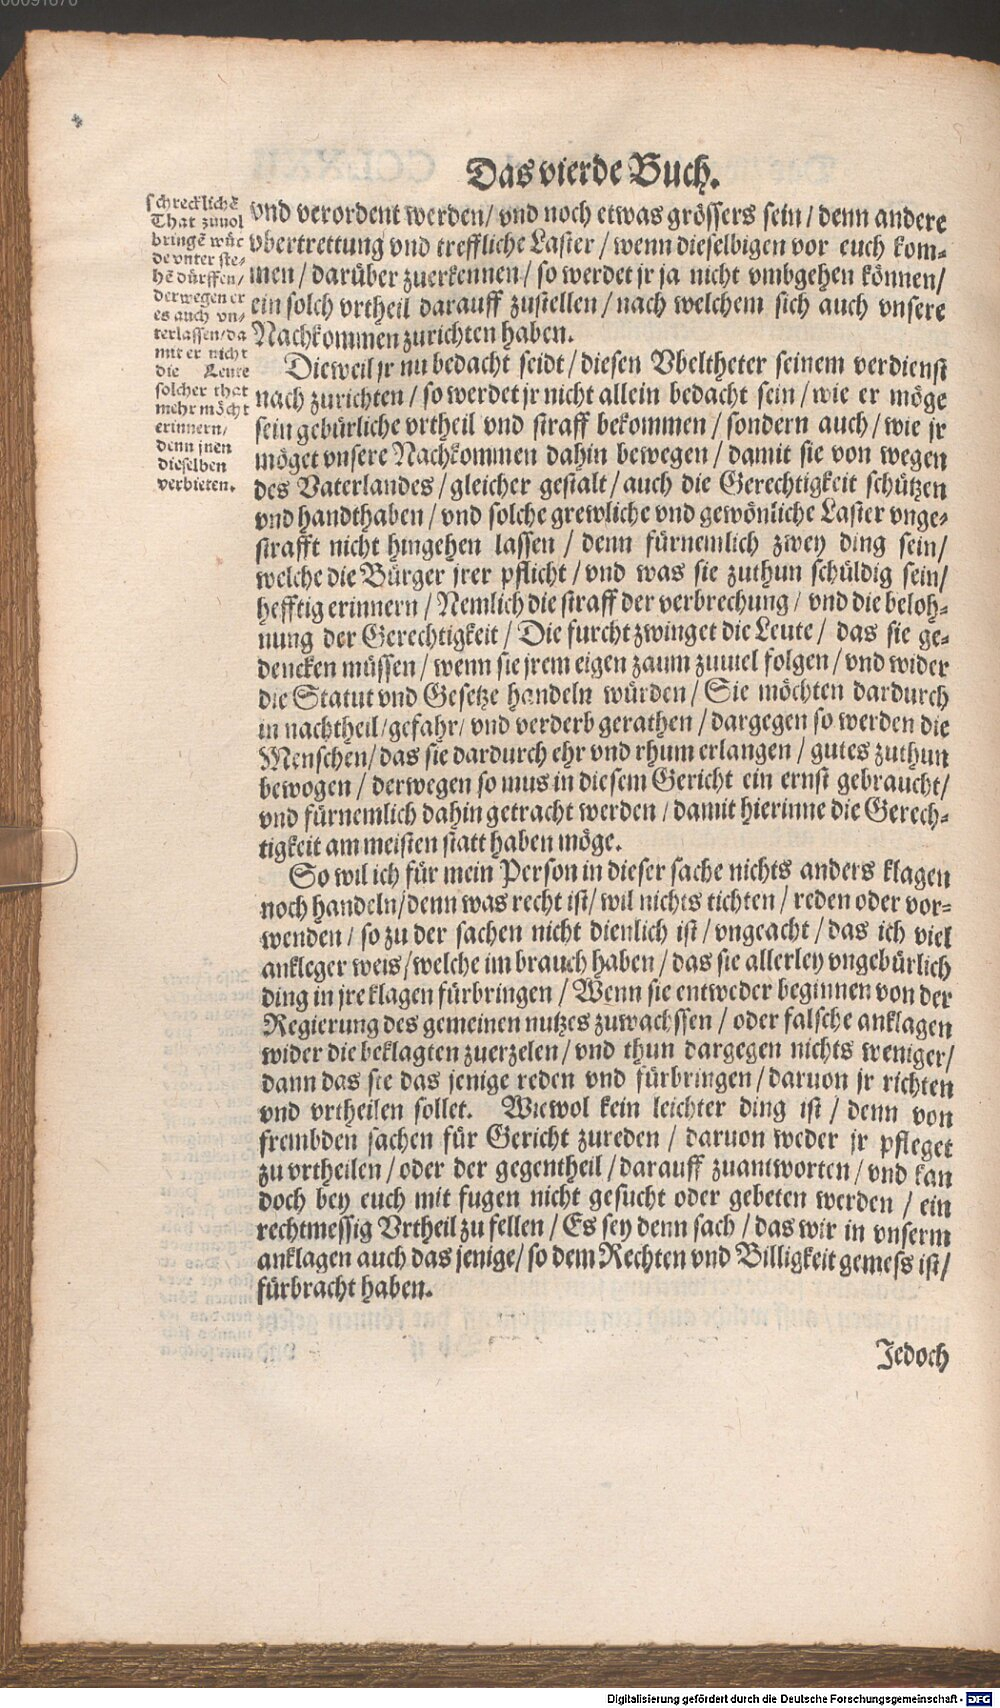 Das vierde Buch.
schrecklichẽ
That zuuol
bringẽ wür
de vnter ste-
hẽ dürffen/
derwegen er
es auch vn-
terlassen/da
mit er nicht
die Leute
solcher that
mehr möcht
erinnern/
denn jnen
dieselben
verbieten.
vnd verordent werden/ vnd noch etwas grössers sein/ denn andere
vbertrettung vnd treffliche Laster/ wenn dieselbigen vor euch kom-
men/ darüber zuerkennen/ so werdet jr ja nicht vmbgehen können/
ein solch vrtheil darauff zustellen/ nach welchem sich auch vnsere
Nachkommen zurichten haben.
Dieweil jr nu bedacht seidt/ diesen Vbeltheter seinem verdienst
nach zurichten/ so werdet jr nicht allein bedacht sein/ wie er möge
sein gebürliche vrtheil vnd straff bekommen/ sondern auch/ wie jr
möget vnsere Nachkommen dahin bewegen/ damit sie von wegen
des Vaterlandes/ gleicher gestalt/ auch die Gerechtigkeit schützen
vnd handthaben/ vnd solche grewliche vnd gewönliche Laster vnge-
strafft nicht hingehen lassen/ denn fürnemlich zwey ding sein/
welche die Bürger jrer pflicht/ vnd was sie zuthun schüldig sein/
hefftig erinnern/ Nemlich die straff der verbrechung/ vnd die beloh-
nung der Gerechtigkeit/ Die furcht zwinget die Leute/ das sie ge-
dencken müssen/ wenn sie jrem eigen zaum zuuiel folgen/ vnd wider
die Statut vnd Gesetze handeln würden/ Sie möchten dardurch
in nachtheil/ gefahr/ vnd verderb gerathen/ dargegen so werden die
Menschen/ das sie dardurch ehr vnd rhum erlangen/ gutes zuthun
bewogen/ derwegen so mus in diesem Gericht ein ernst gebraucht/
vnd fürnemlich dahin getracht werden/ damit hierinne die Gerech-
tigkeit am meisten statt haben möge.
So wil ich für mein Person in dieser sache nichts anders klagen
noch handeln/denn was recht ist/ wil nichts tichten/ reden oder vor-
wenden/ so zu der sachen nicht dienlich ist/ vngeacht/ das ich viel
ankleger weis/ welche im brauch haben/ das sie allerley vngebürlich
ding in jre klagen fürbringen/ Wenn sie entweder beginnen von der
Regierung des gemeinen nutzes zuwachssen/ oder falsche anklagen
wider die beklagten zuerzelen/ vnd thun dargegen nichts weniger/
dann das sie das jenige reden vnd fürbringen/ daruon jr richten
vnd vrtheilen sollet. Wiewol kein leichter ding ist/ denn von
frembden sachen für Gericht zureden/ daruon weder jr pfleget
zu vrtheilen/ oder der gegentheil/ darauff zuantworten/ vnd kan
doch bey euch mit fugen nicht gesucht oder gebeten werden/ ein
rechtmessig Vrtheil zu fellen/ Es sey denn sach/ das wir in vnserm
anklagen auch das jenige/ so dem Rechten vnd Billigkeit gemess ist/
fürbracht haben.
Jedoch
Digitalisierung gefördert durch die Deutsche Forschungsgemeinschaft - DFG